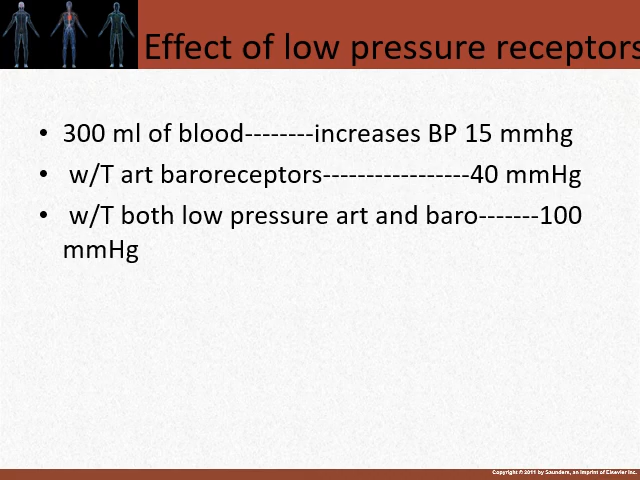 Effect of low pressure receptors
• 300 ml of blood--------increases BP 15 mmhg
• w/T art baroreceptors-----------------40 mmHg
• w/T both low pressure art and baro-------100
mmHg
Copyright © 2011 by Saunders, an imprint of Elsevier Inc.